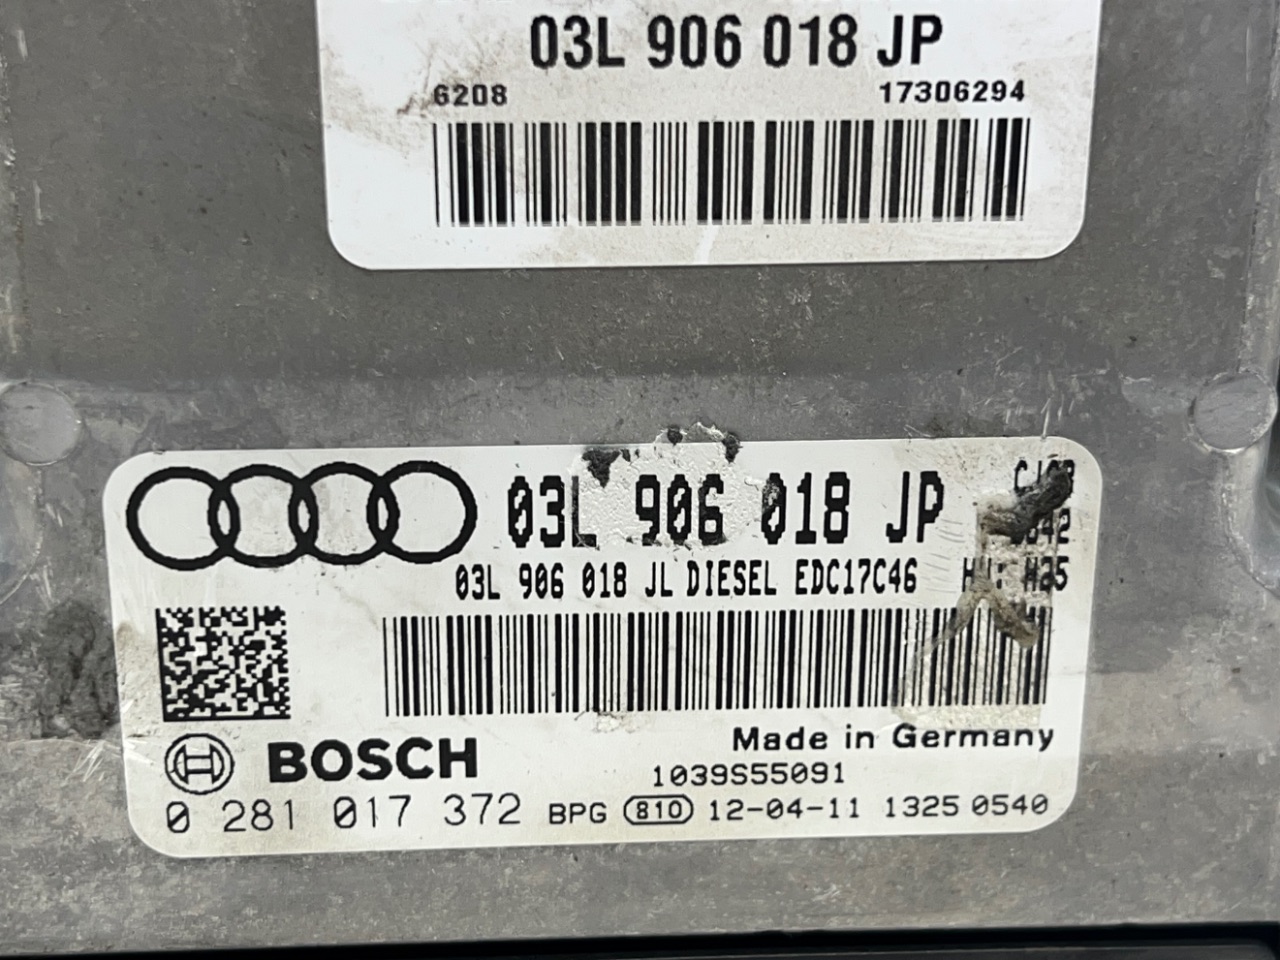 03L 906 018 JP
6208 17306294
03L 906 018 JP
03L 906 018 JL DIESEL EDC17C46
BOSCH
Made in Germany
1039S55091
0 281 017 372 BPG 810 12-04-11 1325 0540